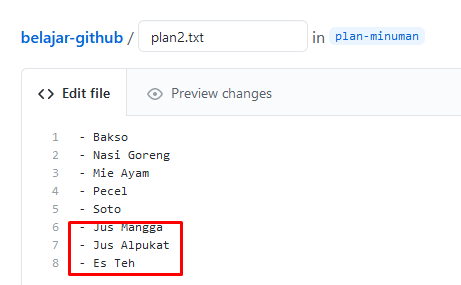 belajar-github / plan2.txt in plan-minuman
<> Edit file Preview changes
1 - Bakso
2 - Nasi Goreng
3 - Mie Ayam
4 - Pecel
5 - Soto
6 - Jus Mangga
7 - Jus Alpukat
8 - Es Teh